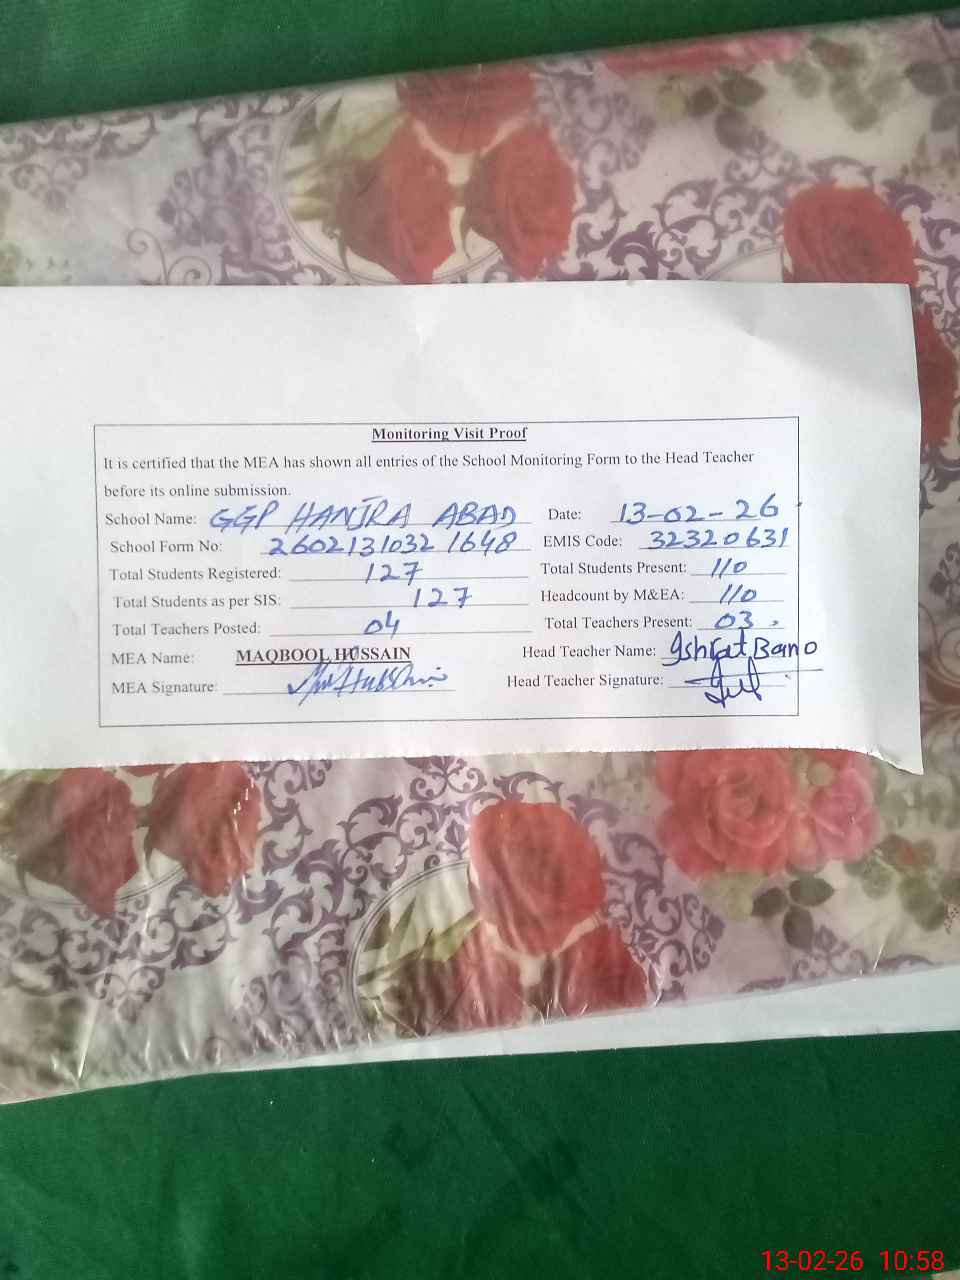 Monitoring Visit Proof
It is certified that the MEA has shown all entries of the School Monitoring Form to the Head Teacher
before its online submission.
School Name: GGP HANJRA ABAD Date: 13-02-26
School Form No: 26021310321648 EMIS Code: 32320631
Total Students Registered: 127 Total Students Present: 110
Total Students as per SIS: 127 Headcount by M&EA: 110
Total Teachers Posted: 04 Total Teachers Present: 03
MEA Name: MAQBOOL HUSSAIN Head Teacher Name: Ishrat Bano
MEA Signature: Head Teacher Signature:
13-02-26 10:58